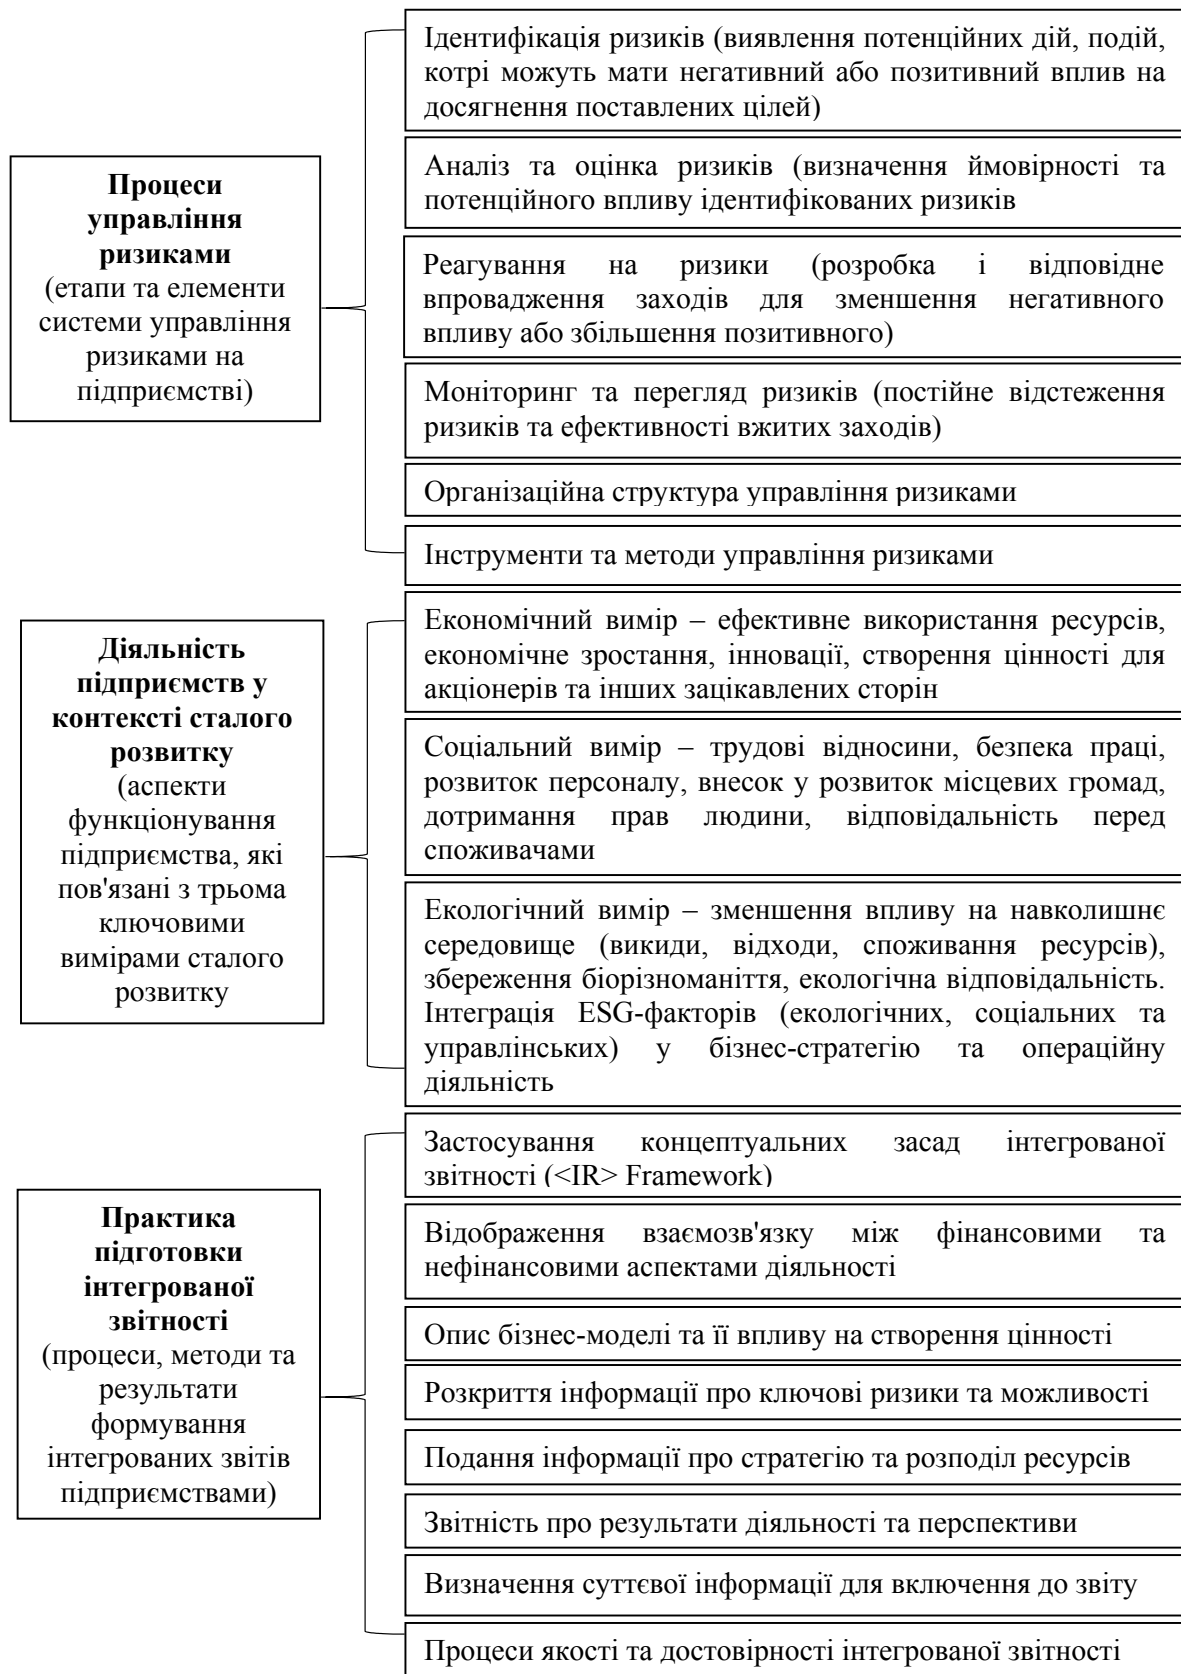 Процеси
управління
ризиками
(етапи та елементи
системи управління
ризиками на
підприємстві)
Ідентифікація ризиків (виявлення потенційних дій, подій,
котрі можуть мати негативний або позитивний вплив на
досягнення поставлених цілей)
Аналіз та оцінка ризиків (визначення ймовірності та
потенційного впливу ідентифікованих ризиків
Реагування на ризики (розробка і відповідне
впровадження заходів для зменшення негативного
впливу або збільшення позитивного)
Моніторинг та перегляд ризиків (постійне відстеження
ризиків та ефективності вжитих заходів)
Організаційна структура управління ризиками
Інструменти та методи управління ризиками
Діяльність
підприємств у
контексті сталого
розвитку
(аспекти
функціонування
підприємства, які
пов'язані з трьома
ключовими
вимірами сталого
розвитку
Економічний вимір – ефективне використання ресурсів,
економічне зростання, інновації, створення цінності для
акціонерів та інших зацікавлених сторін
Соціальний вимір – трудові відносини, безпека праці,
розвиток персоналу, внесок у розвиток місцевих громад,
дотримання прав людини, відповідальність перед
споживачами
Екологічний вимір – зменшення впливу на навколишнє
середовище (викиди, відходи, споживання ресурсів),
збереження біорізноманіття, екологічна відповідальність.
Інтеграція ESG-факторів (екологічних, соціальних та
управлінських) у бізнес-стратегію та операційну
діяльність
Практика
підготовки
інтегрованої
звітності
(процеси, методи та
результати
формування
інтегрованих звітів
підприємствами)
Застосування концептуальних засад інтегрованої
звітності (<IR> Framework)
Відображення взаємозв'язку між фінансовими та
нефінансовими аспектами діяльності
Опис бізнес-моделі та її впливу на створення цінності
Розкриття інформації про ключові ризики та можливості
Подання інформації про стратегію та розподіл ресурсів
Звітність про результати діяльності та перспективи
Визначення суттєвої інформації для включення до звіту
Процеси якості та достовірності інтегрованої звітності